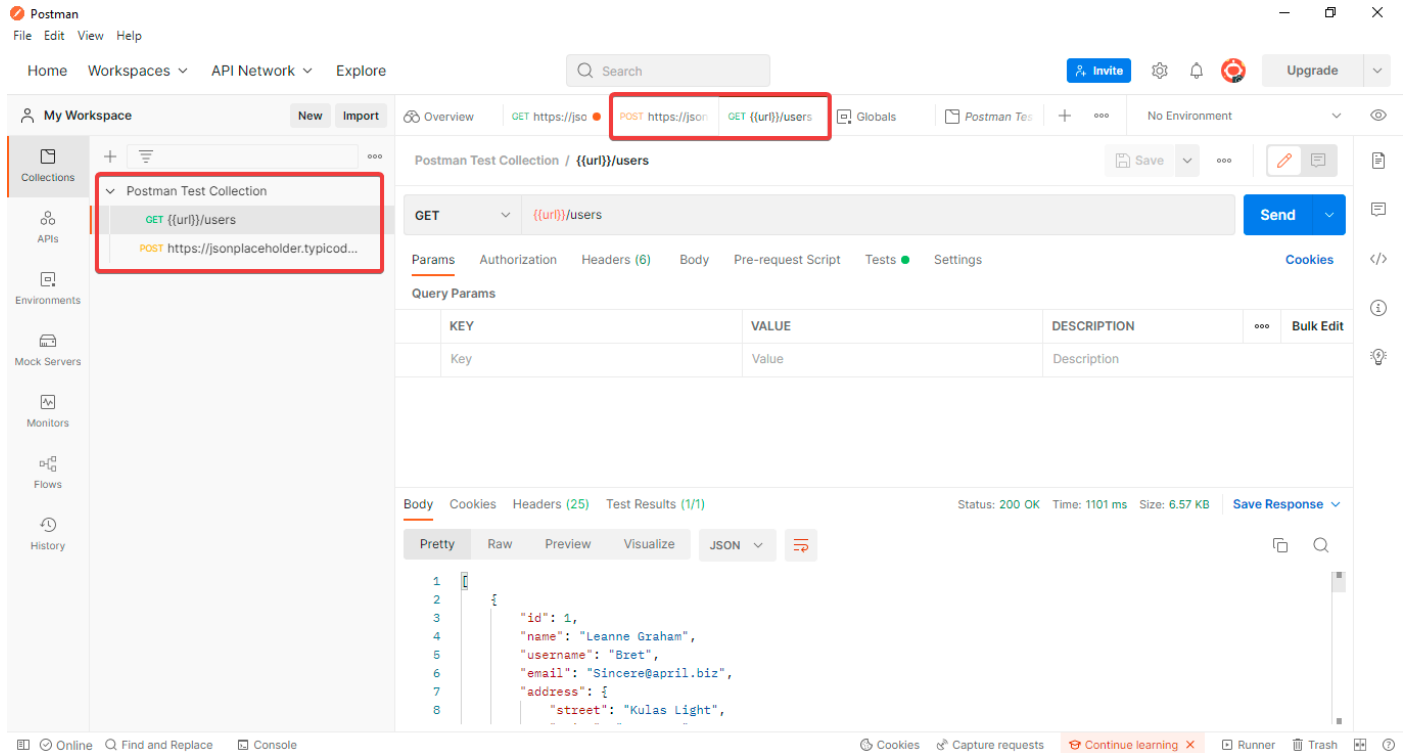 Postman
File Edit View Help
Home Workspaces API Network Explore Search Invite Upgrade
My Workspace New Import Overview GET https://jso POST https://json GET {{url}}/users Globals Postman Tes No Environment
Collections
APIs
Environments
Mock Servers
Monitors
Flows
History
Postman Test Collection
GET {{url}}/users
POST https://jsonplaceholder.typicod...
Postman Test Collection / {{url}}/users Save
GET {{url}}/users Send
Params Authorization Headers (6) Body Pre-request Script Tests Settings Cookies
Query Params
KEY VALUE DESCRIPTION Bulk Edit
Key Value Description
Body Cookies Headers (25) Test Results (1/1) Status: 200 OK Time: 1101 ms Size: 6.57 KB Save Response
Pretty Raw Preview Visualize JSON
1 [
2 {
3 "id": 1,
4 "name": "Leanne Graham",
5 "username": "Bret",
6 "email": "Sincere@april.biz",
7 "address": {
8 "street": "Kulas Light",
Online Find and Replace Console Cookies Capture requests Continue learning Runner Trash